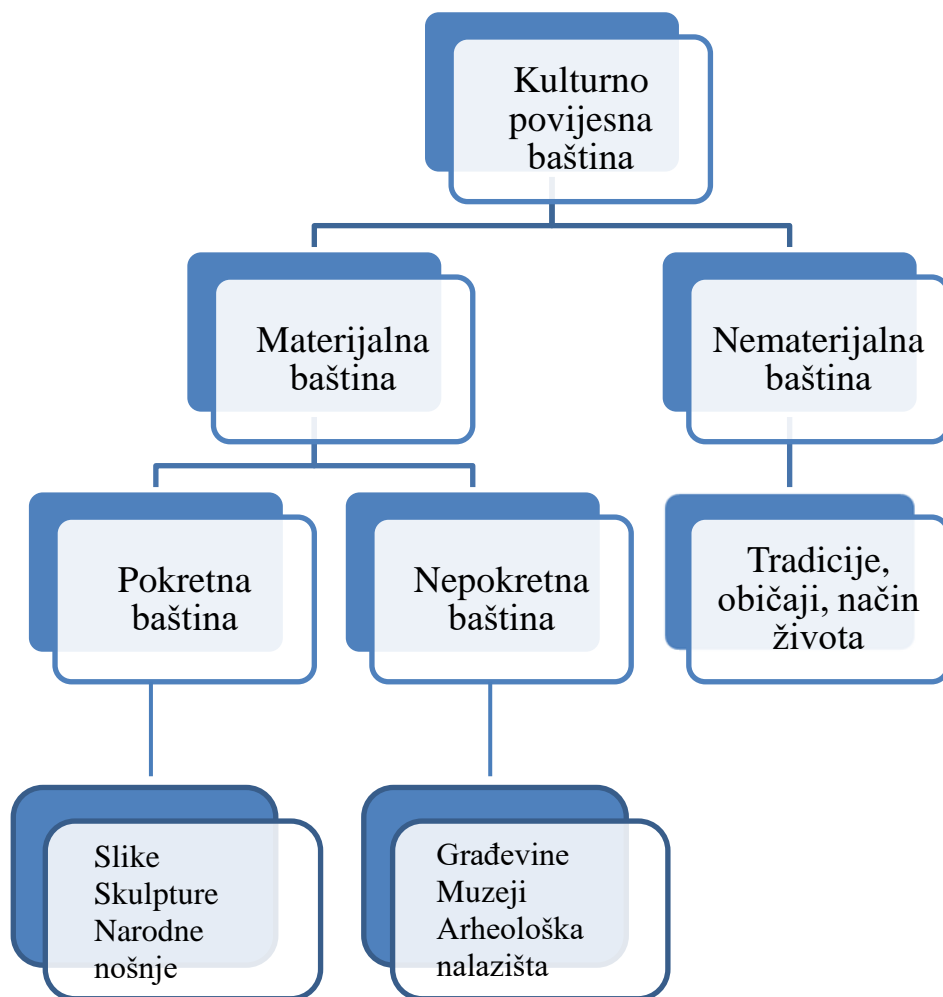 Kulturno
povijesna
baština
Materijalna
baština
Nematerijalna
baština
Pokretna
baština
Nepokretna
baština
Tradicije,
običaji, način
života
Slike
Skulpture
Narodne
nošnje
Građevine
Muzeji
Arheološka
nalazišta